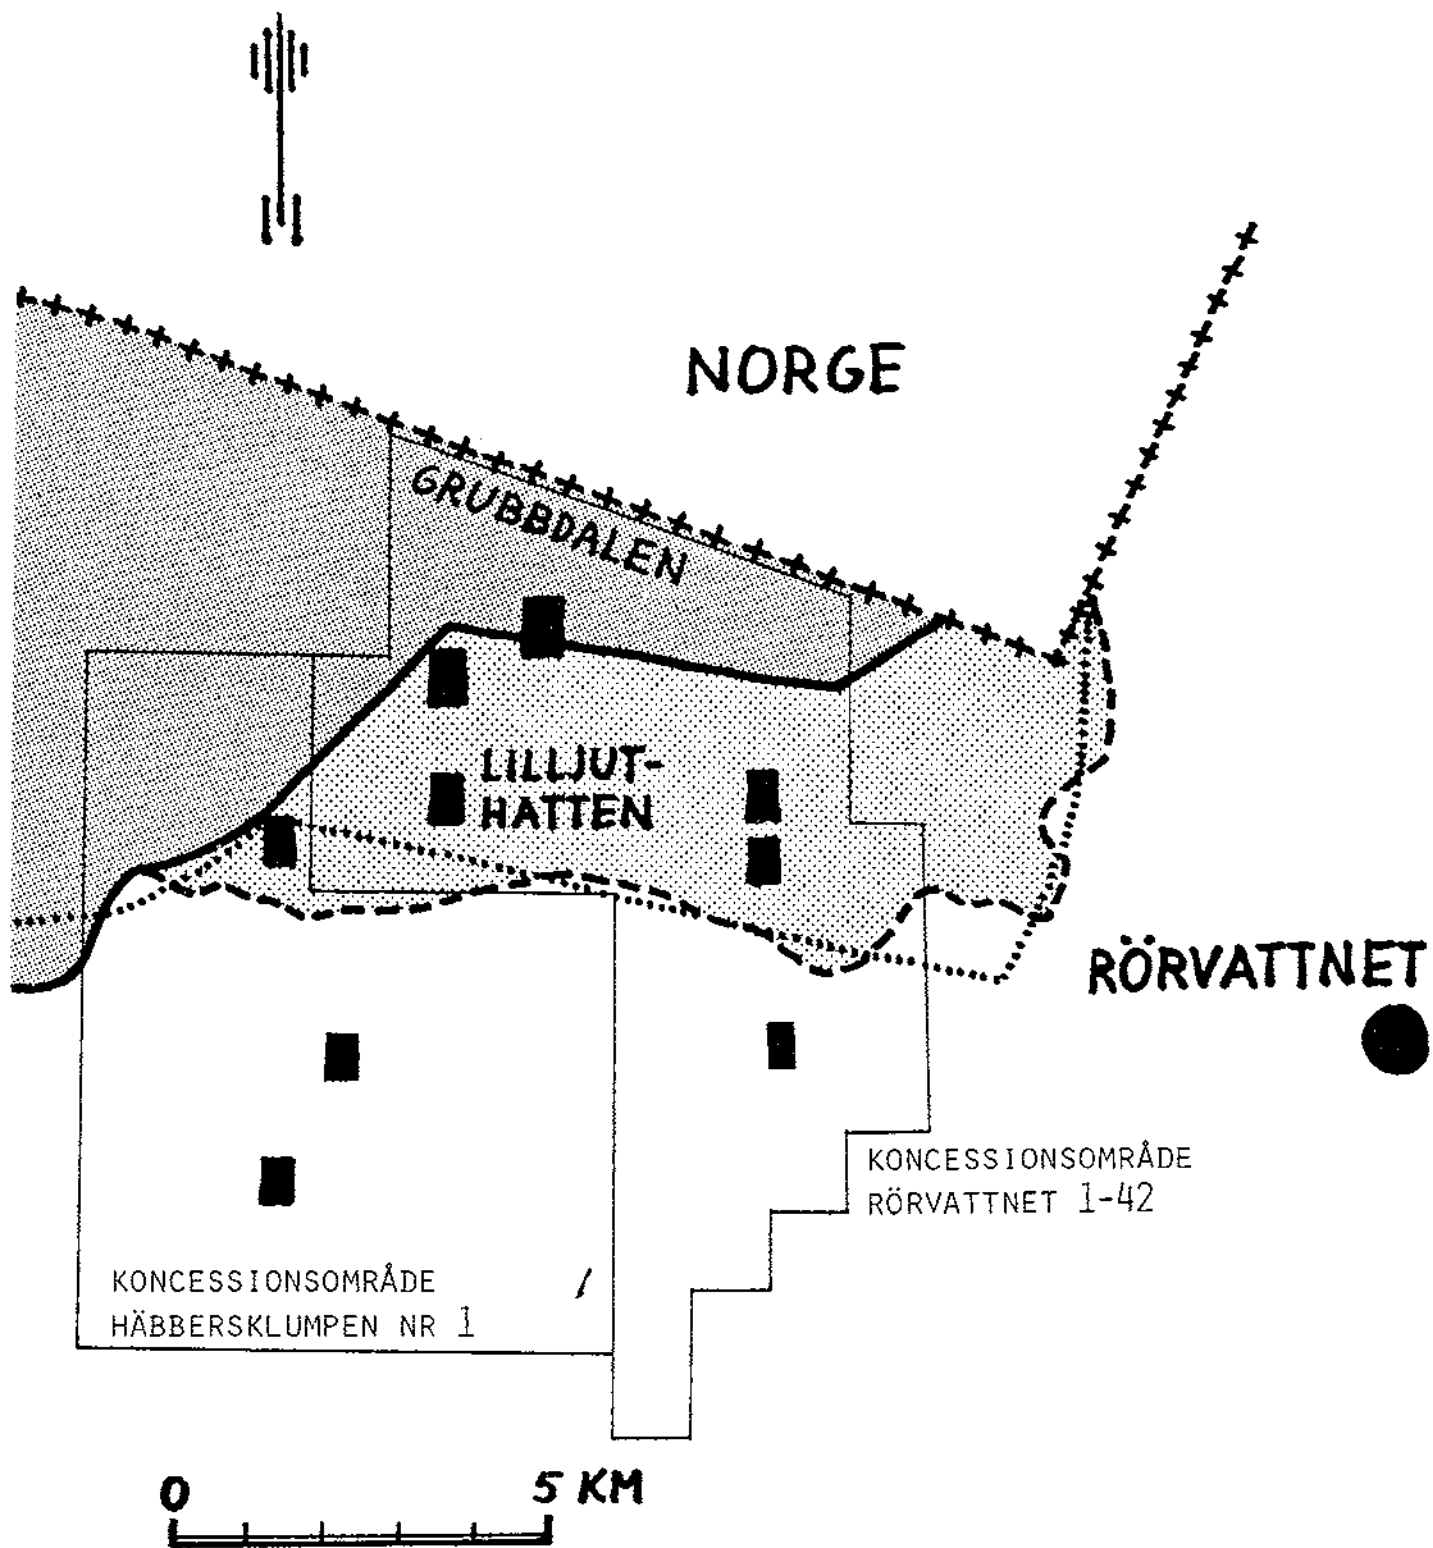 NORGE
GRUBBDALEN
LILLJUT-
HATTEN
RÖRVATTNET
KONCESSIONSOMRÅDE
RÖRVATTNET 1-42
KONCESSIONSOMRÅDE
HÄBBERSKLUMPEN NR 1
0 5 KM